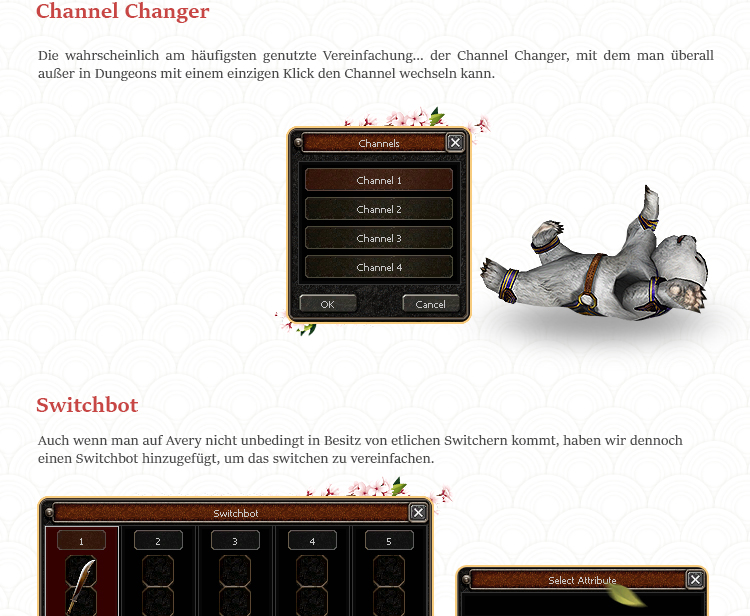 Channel Changer
Die wahrscheinlich am häufigsten genutzte Vereinfachung... der Channel Changer, mit dem man überall
außer in Dungeons mit einem einzigen Klick den Channel wechseln kann.
Channels
Channel 1
Channel 2
Channel 3
Channel 4
OK Cancel
Switchbot
Auch wenn man auf Avery nicht unbedingt in Besitz von etlichen Switchern kommt, haben wir dennoch
einen Switchbot hinzugefügt, um das switchen zu vereinfachen.
Switchbot
1 2 3 4 5
Select Attribute